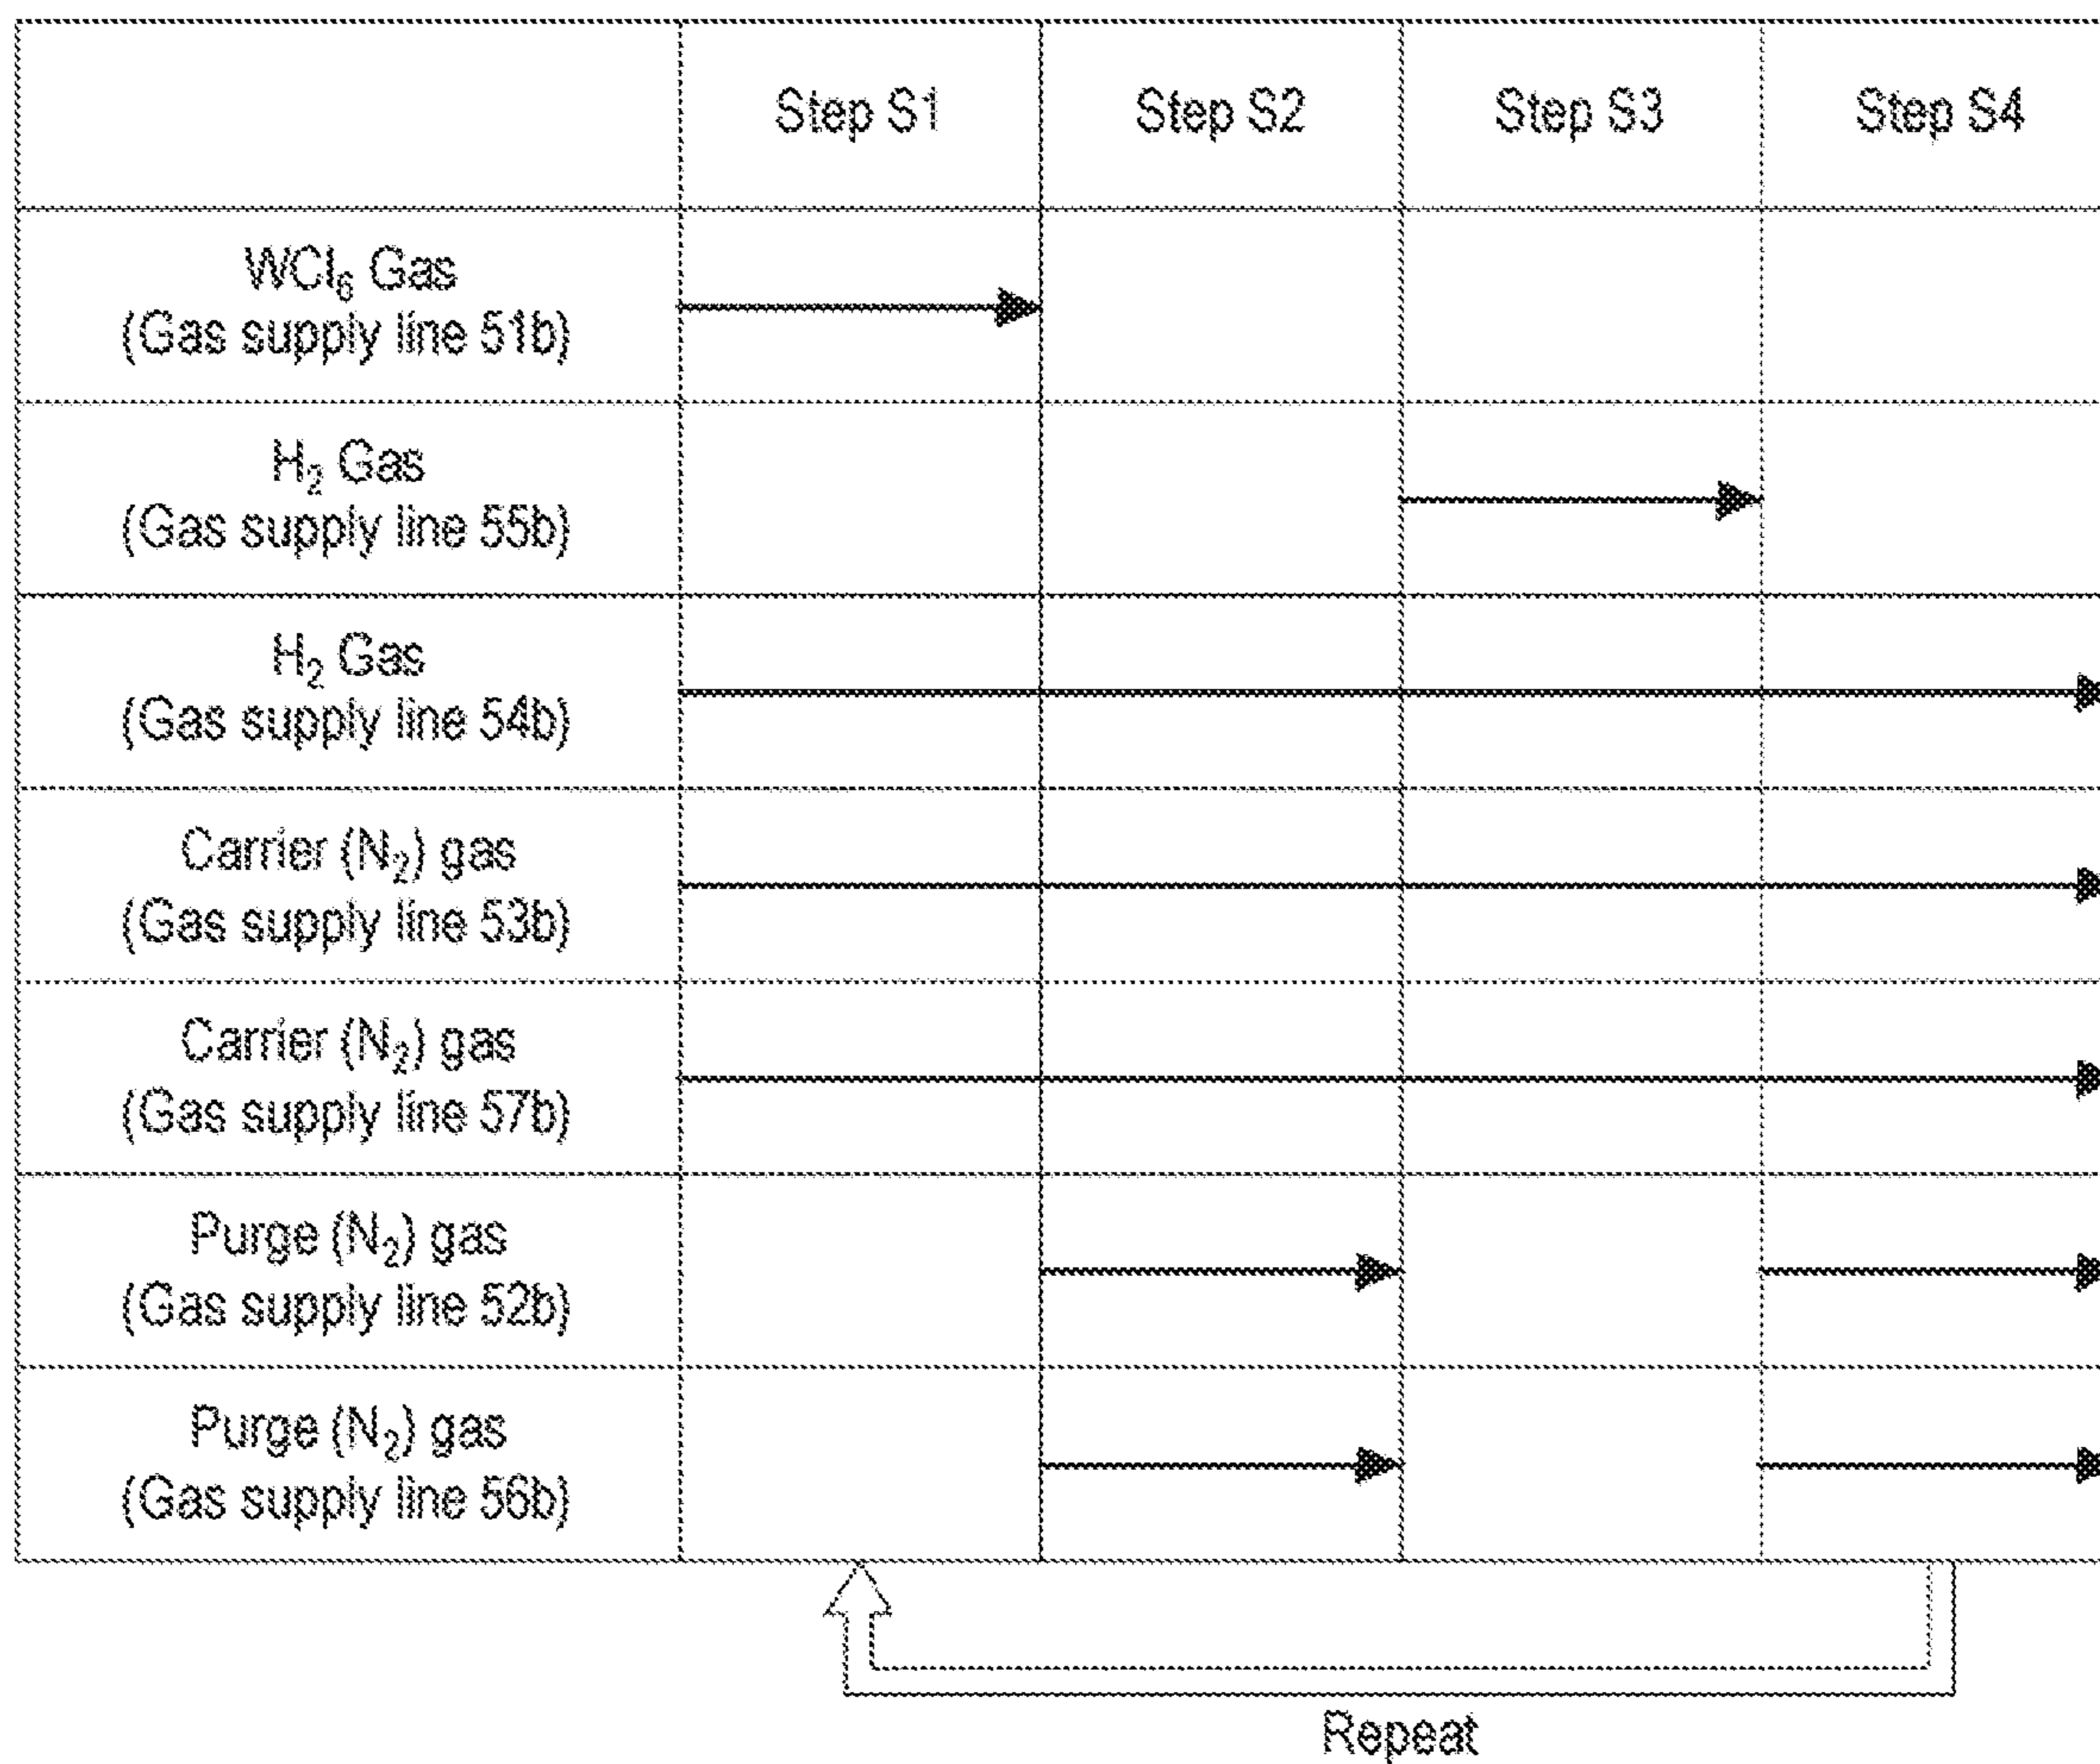 Step S1 Step S2 Step S3 Step S4
WCl₆ Gas
(Gas supply line 51b)
H₂ Gas
(Gas supply line 55b)
H₂ Gas
(Gas supply line 54b)
Carrier (N₂) gas
(Gas supply line 53b)
Carrier (N₂) gas
(Gas supply line 57b)
Purge (N₂) gas
(Gas supply line 52b)
Purge (N₂) gas
(Gas supply line 56b)
Repeat